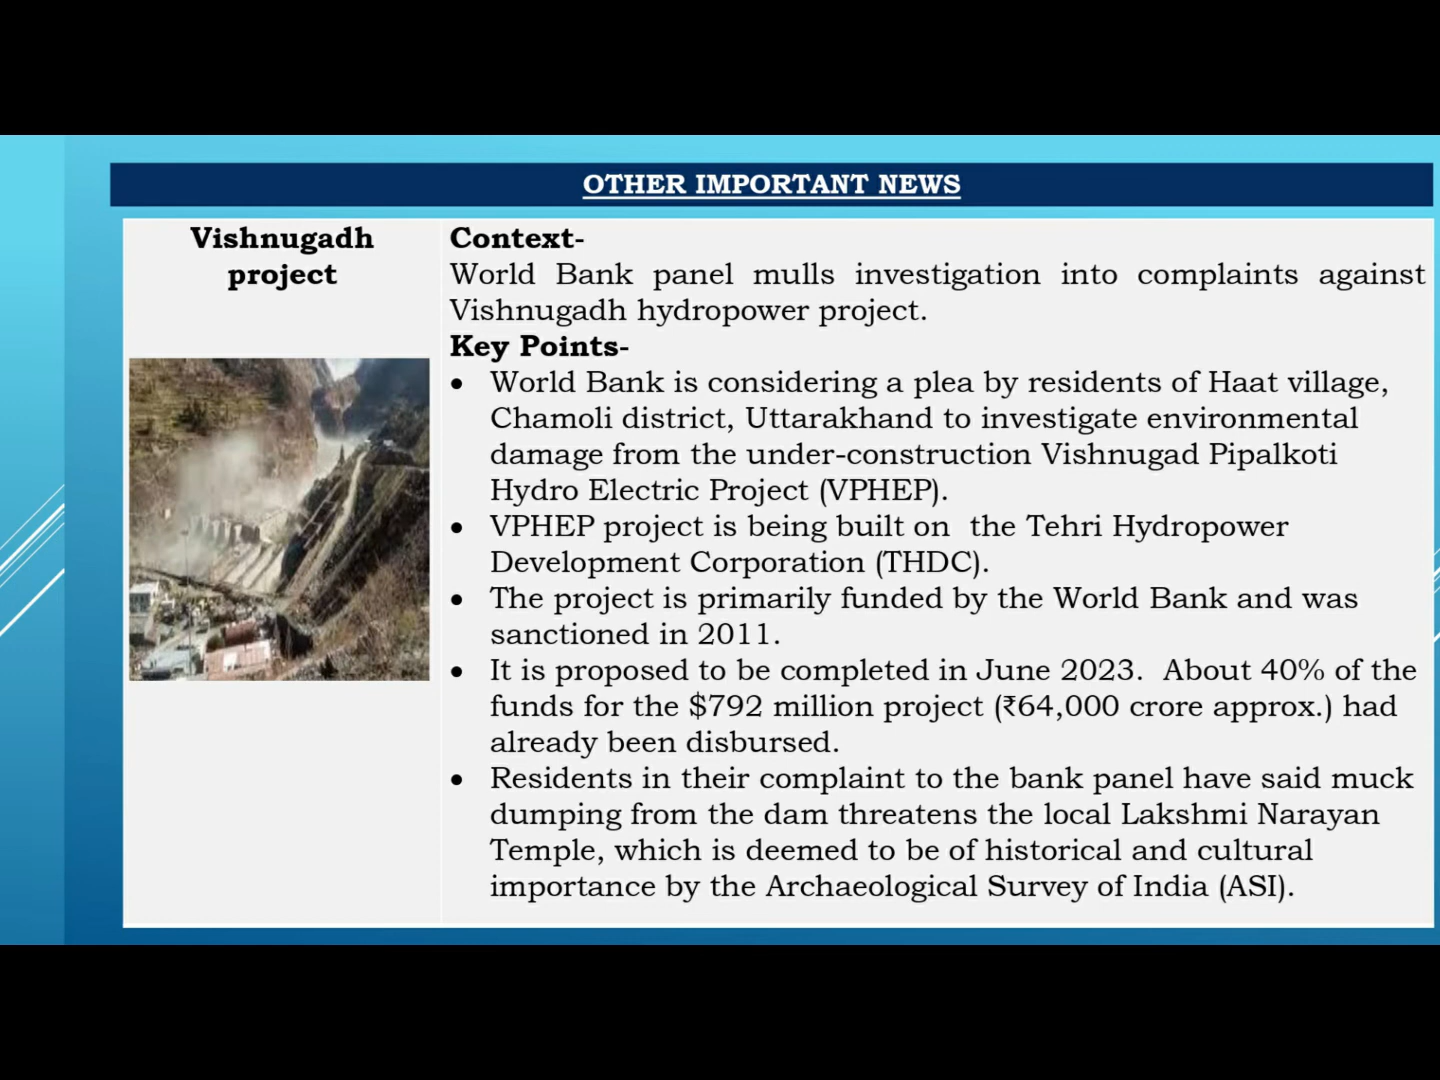 OTHER IMPORTANT NEWS
Vishnugadh
project
Context-
World Bank panel mulls investigation into complaints against
Vishnugadh hydropower project.
Key Points-
• World Bank is considering a plea by residents of Haat village,
Chamoli district, Uttarakhand to investigate environmental
damage from the under-construction Vishnugad Pipalkoti
Hydro Electric Project (VPHEP).
• VPHEP project is being built on the Tehri Hydropower
Development Corporation (THDC).
• The project is primarily funded by the World Bank and was
sanctioned in 2011.
• It is proposed to be completed in June 2023. About 40% of the
funds for the $792 million project (₹64,000 crore approx.) had
already been disbursed.
• Residents in their complaint to the bank panel have said muck
dumping from the dam threatens the local Lakshmi Narayan
Temple, which is deemed to be of historical and cultural
importance by the Archaeological Survey of India (ASI).